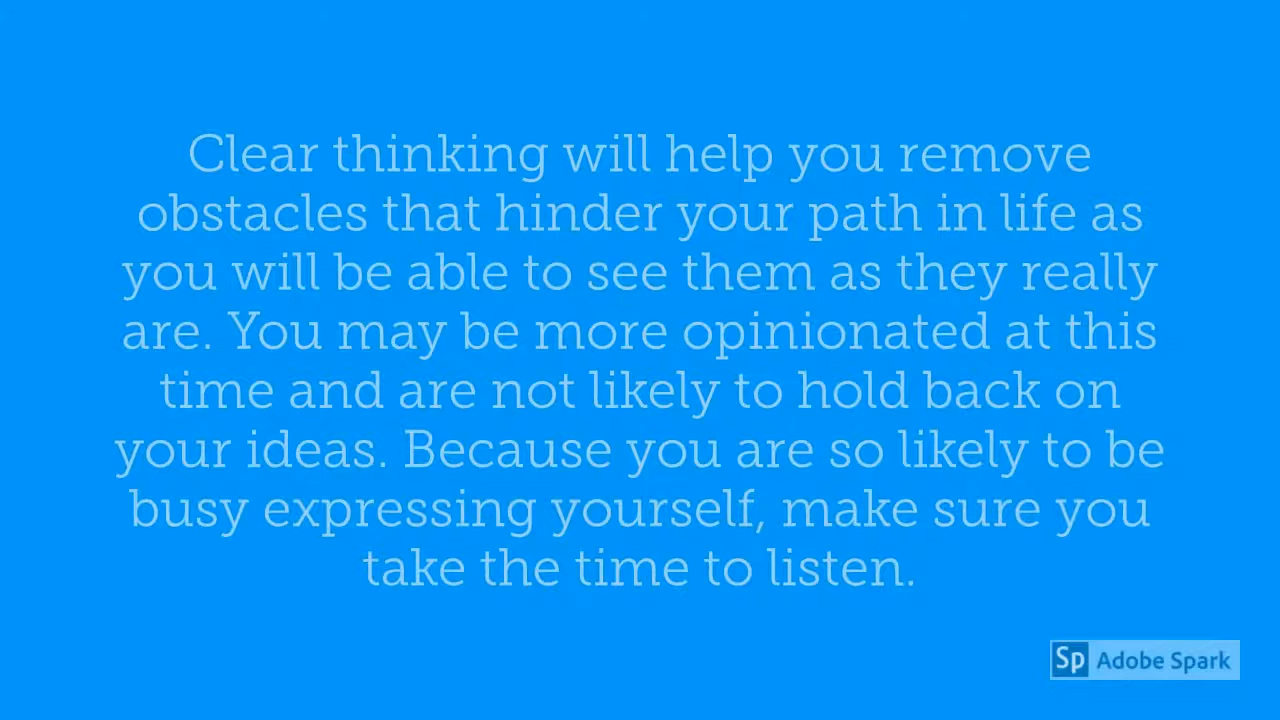 Clear thinking will help you remove
obstacles that hinder your path in life as
you will be able to see them as they really
are. You may be more opinionated at this
time and are not likely to hold back on
your ideas. Because you are so likely to be
busy expressing yourself, make sure you
take the time to listen.
Sp Adobe Spark